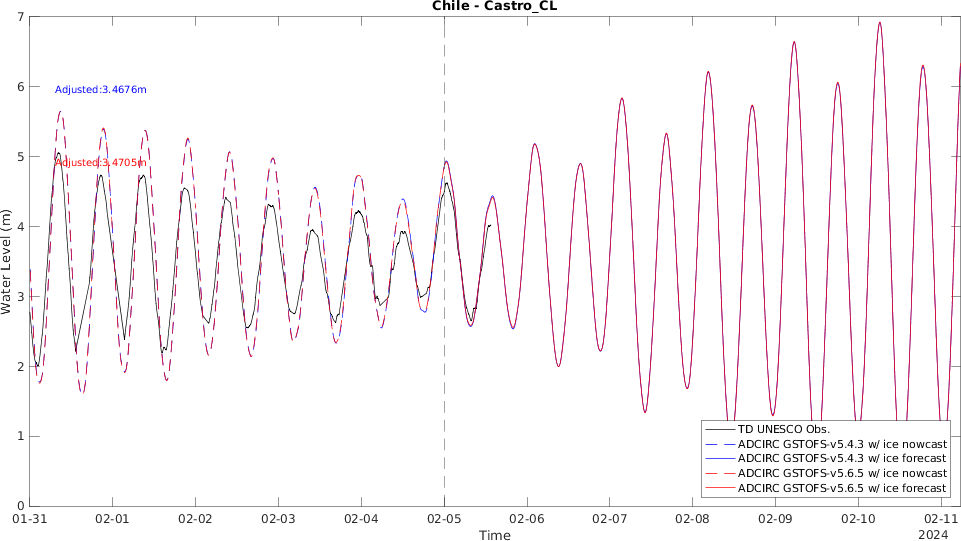 Chile - Castro_CL
7
6
5
4
3
2
1
0
Water Level (m)
Adjusted:3.4676m
Adjusted:3.4705m
TD UNESCO Obs.
ADCIRC GSTOFS-v5.4.3 w/ ice nowcast
ADCIRC GSTOFS-v5.4.3 w/ ice forecast
ADCIRC GSTOFS-v5.6.5 w/ ice nowcast
ADCIRC GSTOFS-v5.6.5 w/ ice forecast
01-31 02-01 02-02 02-03 02-04 02-05 02-06 02-07 02-08 02-09 02-10 02-11
Time
2024